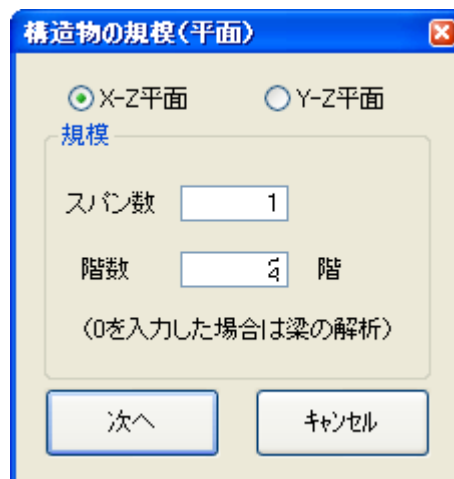 構造物の規模(平面)
X-Z平面 Y-Z平面
規模
スパン数 1
階数 階
(0を入力した場合は梁の解析)
次へ キャンセル